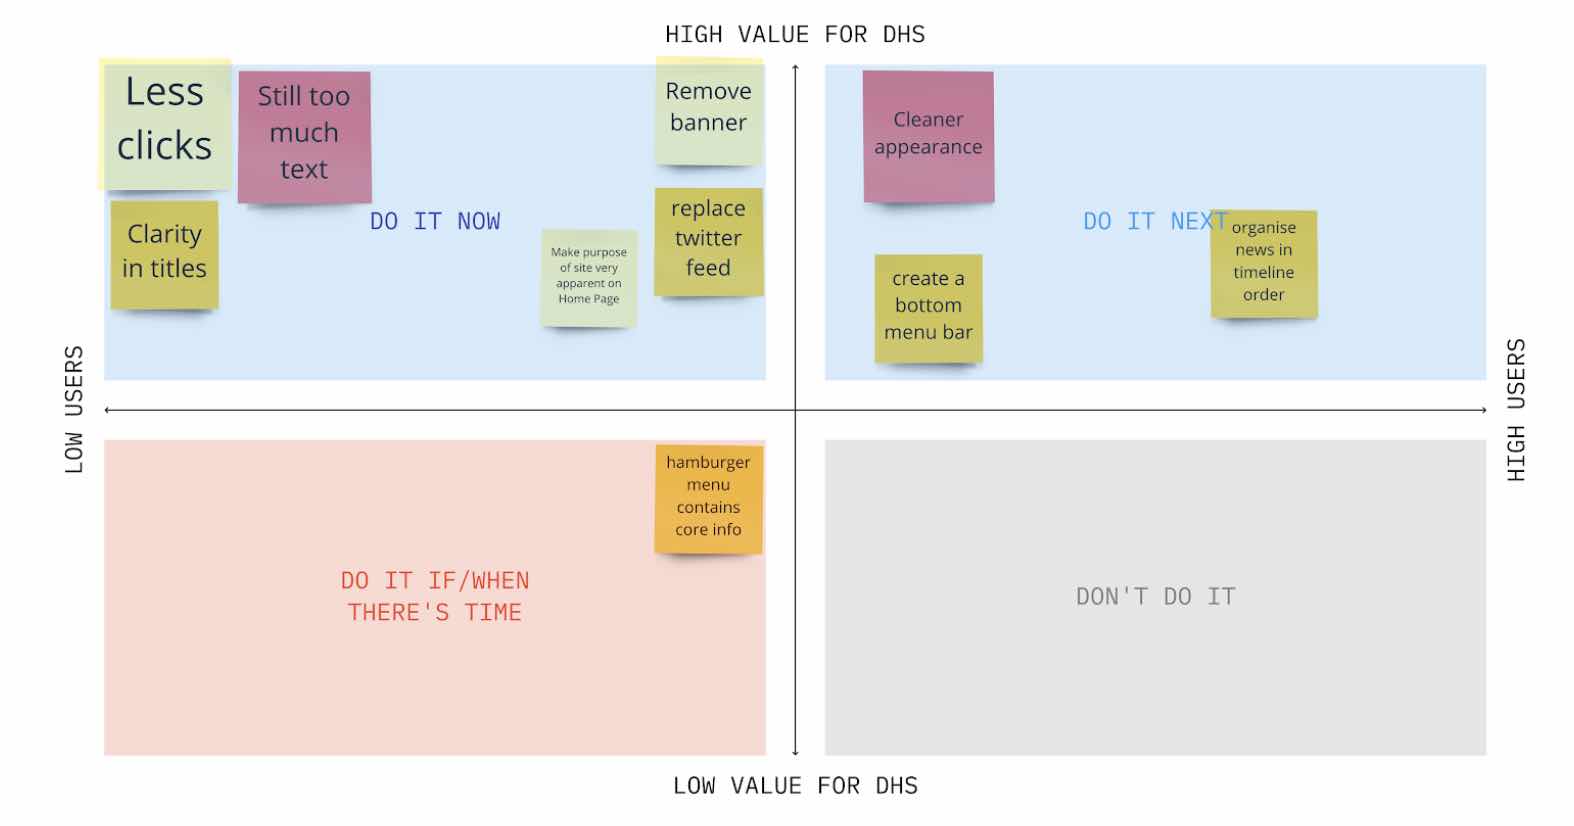 HIGH VALUE FOR DHS
Less
clicks
Still too
much
text
Remove
banner
Clarity
in titles
DO IT NOW
Make purpose
of site very
apparent on
Home Page
replace
twitter
feed
Cleaner
appearance
DO IT NEXT
create a
bottom
menu bar
organise
news in
timeline
order
LOW USERS
HIGH USERS
hamburger
menu
contains
core info
DO IT IF/WHEN
THERE'S TIME
DON'T DO IT
LOW VALUE FOR DHS